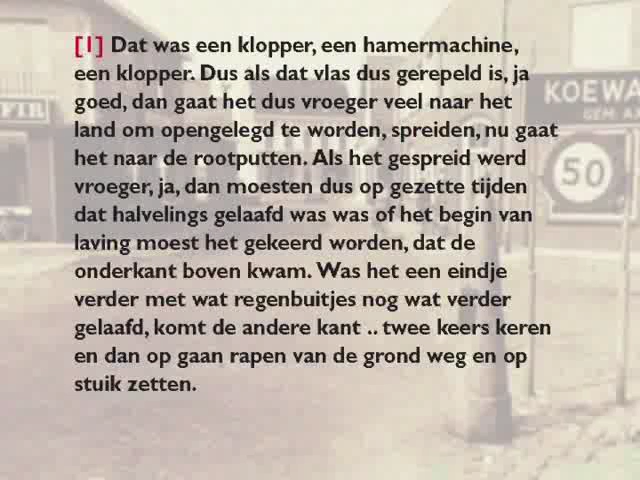 [1] Dat was een klopper, een hamermachine,
een klopper. Dus als dat vlas dus gerepeld is, ja
goed, dan gaat het dus vroeger veel naar het
land om opengelegd te worden, spreiden, nu gaat
het naar de rootputten. Als het gespreid werd
vroeger, ja, dan moesten dus op gezette tijden
dat halvelings gelaafd was was of het begin van
laving moest het gekeerd worden, dat de
onderkant boven kwam. Was het een eindje
verder met wat regenbuitjes nog wat verder
gelaafd, komt de andere kant .. twee keers keren
en dan op gaan rapen van de grond weg en op
stuik zetten.
KOEWA
GEM
50